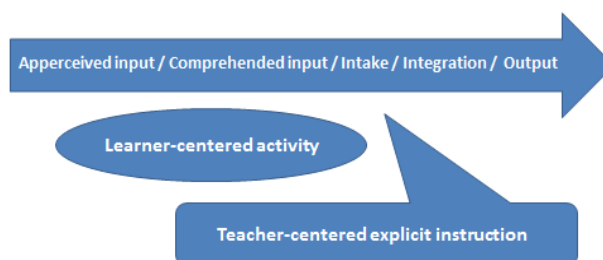 Apperceived input / Comprehended input / Intake / Integration / Output
Learner-centered activity
Teacher-centered explicit instruction